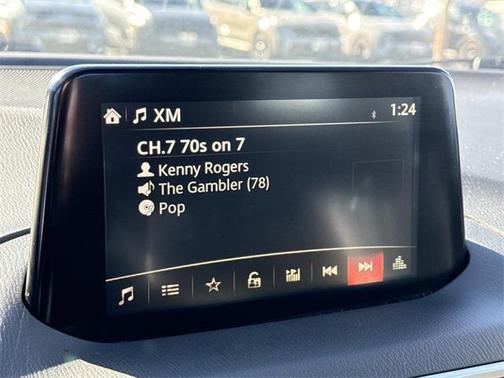 XM 1:24
CH.7 70s on 7
Kenny Rogers
The Gambler (78)
Pop